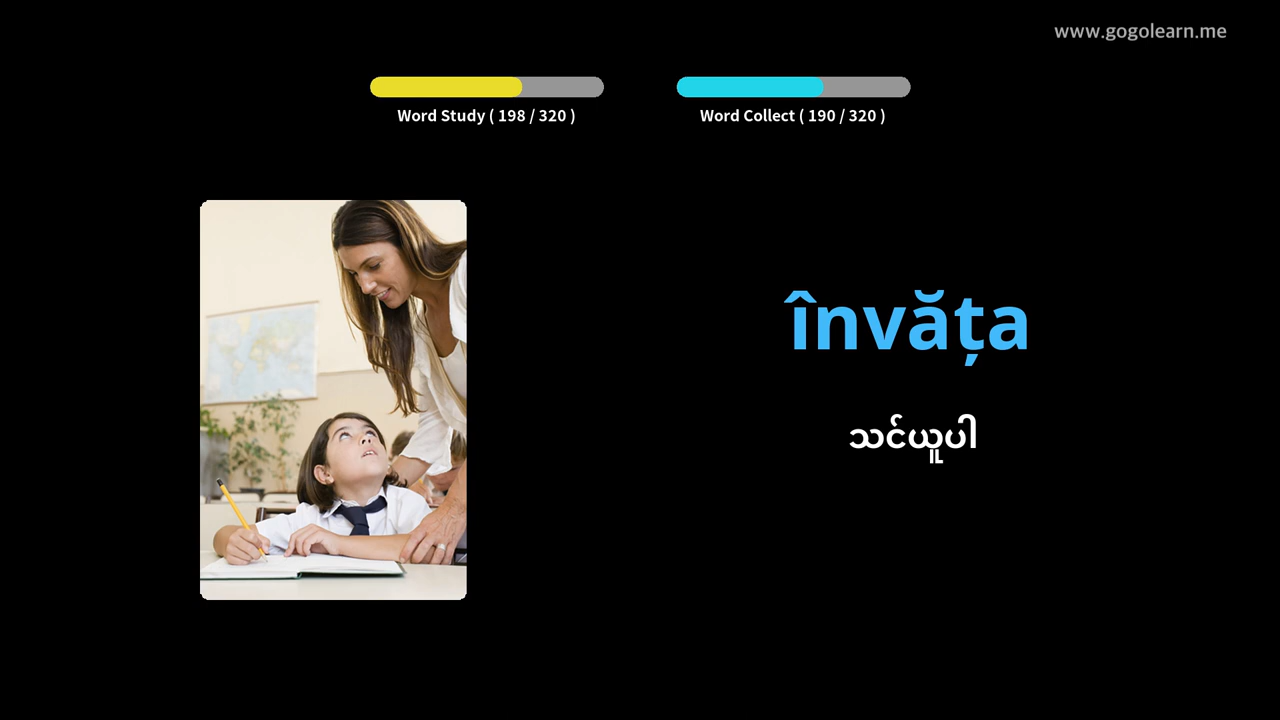 www.gogolearn.me
Word Study ( 198 / 320 )
Word Collect ( 190 / 320 )
învăța
သင်ယူပါ